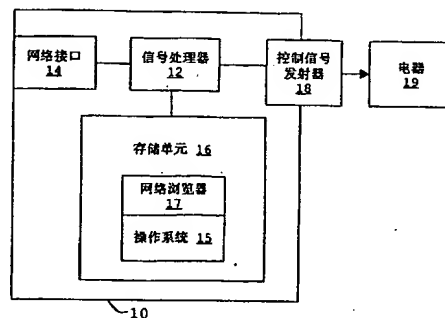 网络接口
14
信号处理器
12
控制信号
发射器
18
电器
19
存储单元 16
网络浏览器
17
操作系统 15
10